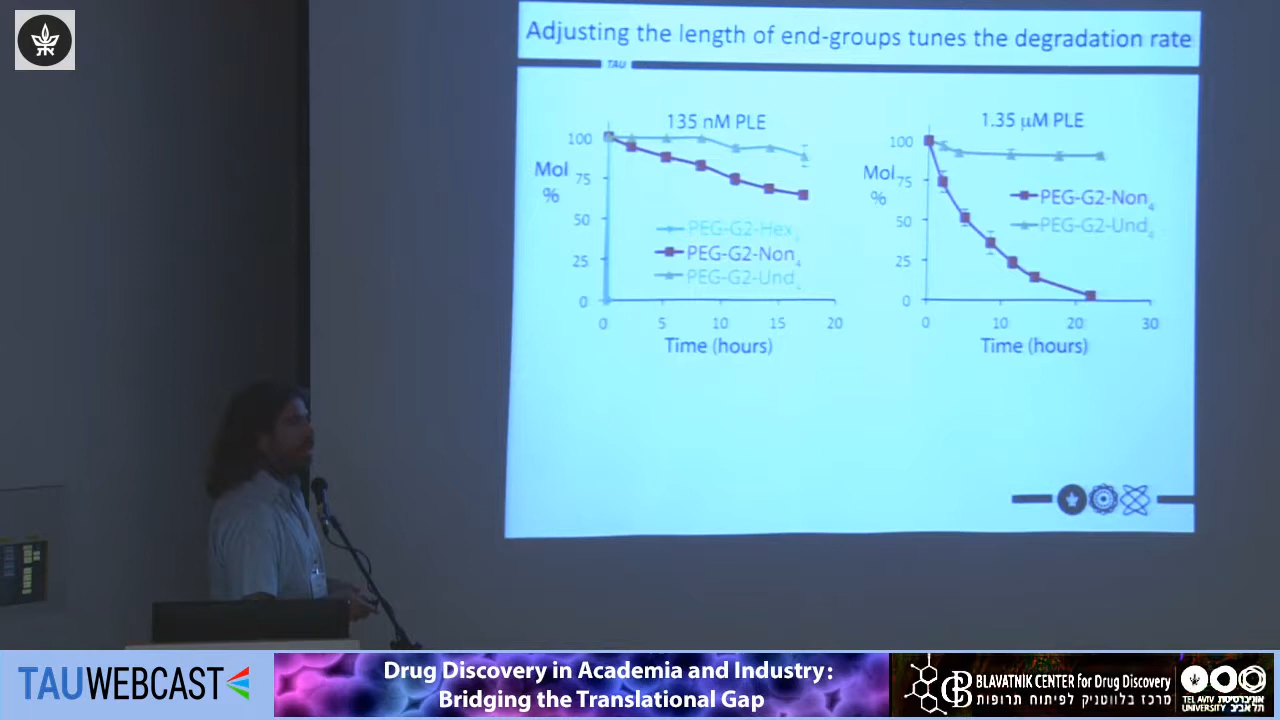 Adjusting the length of end-groups tunes the degradation rate
TAU
135 nM PLE
100
Mol
%
75
50
25
0
PEG-G2-Hex4
PEG-G2-Non4
PEG-G2-Und4
0 5 10 15 20
Time (hours)
1.35 μM PLE
100
Mol
%
75
50
25
0
PEG-G2-Non4
PEG-G2-Und4
0 10 20 30
Time (hours)
TAUWEBCAST
Drug Discovery in Academia and Industry:
Bridging the Translational Gap
BLAVATNIK CENTER for Drug Discovery
מרכז בלווטניק לפיתוח תרופות
TEL AVIV אוניברסיטת
UNIVERSITY תל אביב